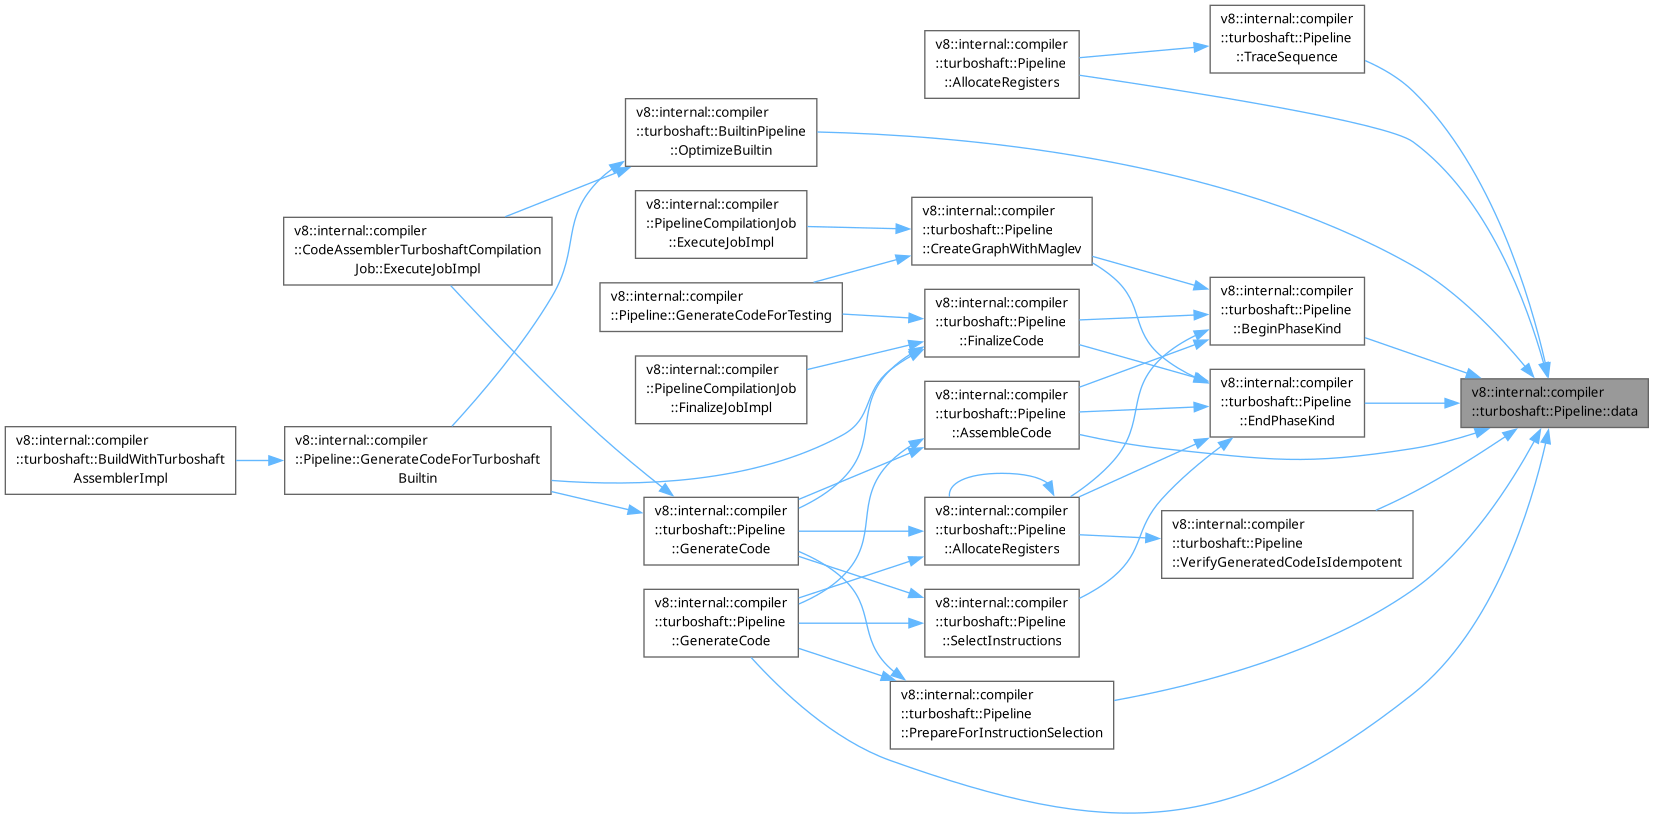 v8::internal::compiler
::turboshaft::Pipeline
::TraceSequence
v8::internal::compiler
::turboshaft::Pipeline
::AllocateRegisters
v8::internal::compiler
::turboshaft::BuiltinPipeline
::OptimizeBuiltin
v8::internal::compiler
::PipelineCompilationJob
::ExecuteJobImpl
v8::internal::compiler
::turboshaft::Pipeline
::CreateGraphWithMaglev
v8::internal::compiler
::CodeAssemblerTurboshaftCompilation
Job::ExecuteJobImpl
v8::internal::compiler
::Pipeline::GenerateCodeForTesting
v8::internal::compiler
::turboshaft::Pipeline
::FinalizeCode
v8::internal::compiler
::turboshaft::Pipeline
::BeginPhaseKind
v8::internal::compiler
::PipelineCompilationJob
::FinalizeJobImpl
v8::internal::compiler
::turboshaft::Pipeline
::AssembleCode
v8::internal::compiler
::turboshaft::Pipeline
::EndPhaseKind
v8::internal::compiler
::turboshaft::Pipeline::data
v8::internal::compiler
::turboshaft::BuildWithTurboshaft
AssemblerImpl
v8::internal::compiler
::Pipeline::GenerateCodeForTurboshaft
Builtin
v8::internal::compiler
::turboshaft::Pipeline
::GenerateCode
v8::internal::compiler
::turboshaft::Pipeline
::AllocateRegisters
v8::internal::compiler
::turboshaft::Pipeline
::VerifyGeneratedCodeIsIdempotent
v8::internal::compiler
::turboshaft::Pipeline
::GenerateCode
v8::internal::compiler
::turboshaft::Pipeline
::SelectInstructions
v8::internal::compiler
::turboshaft::Pipeline
::PrepareForInstructionSelection